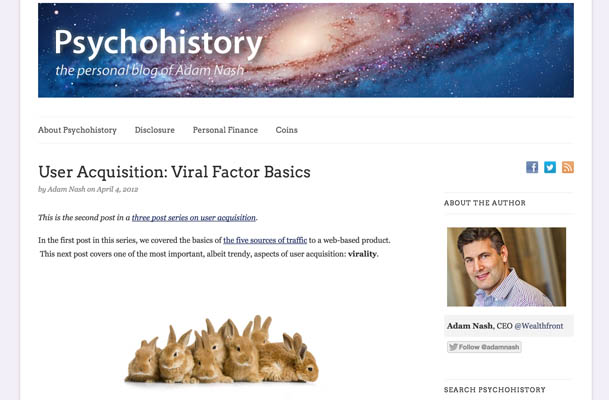 Psychohistory
the personal blog of Adam Nash
About Psychohistory Disclosure Personal Finance Coins
User Acquisition: Viral Factor Basics
by Adam Nash on April 4, 2012
This is the second post in a three post series on user acquisition.
In the first post in this series, we covered the basics of the five sources of traffic to a web-based product.
This next post covers one of the most important, albeit trendy, aspects of user acquisition: virality.
ABOUT THE AUTHOR
Adam Nash, CEO @Wealthfront
Follow @adamnash
SEARCH PSYCHOHISTORY